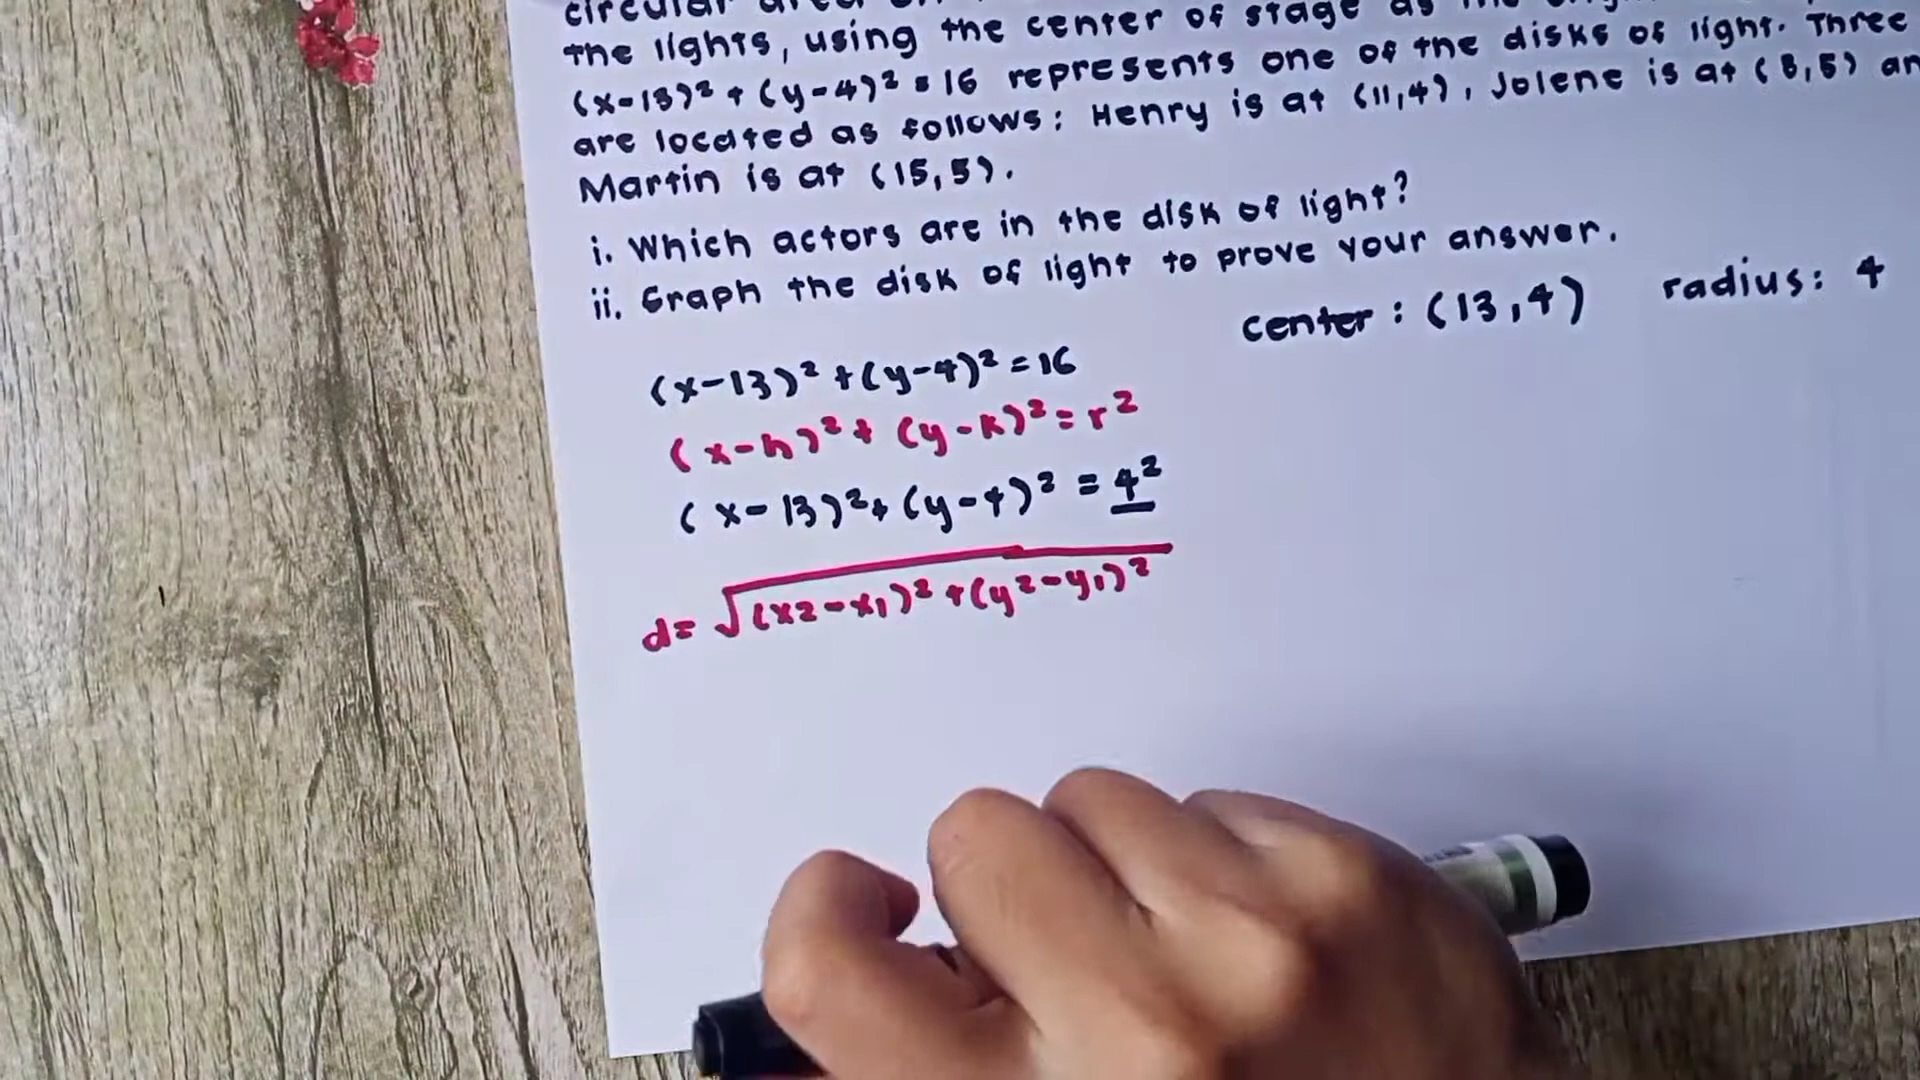 circular area
the lights, using the center of stage as
(x-13)² + (y-4)² = 16 represents one of the disks of light. Three
are located as follows: Henry is at (11,4), Jolene is at (8,5) an
Martin is at (15,5).
i. Which actors are in the disk of light?
ii. Graph the disk of light to prove your answer.
center : (13,4) radius: 4
(x-13)² + (y-4)² = 16
(x-h)² + (y-k)² = r²
(x-13)² + (y-4)² = 4²
d= √(x2-x₁)² + (y²-y₁)²